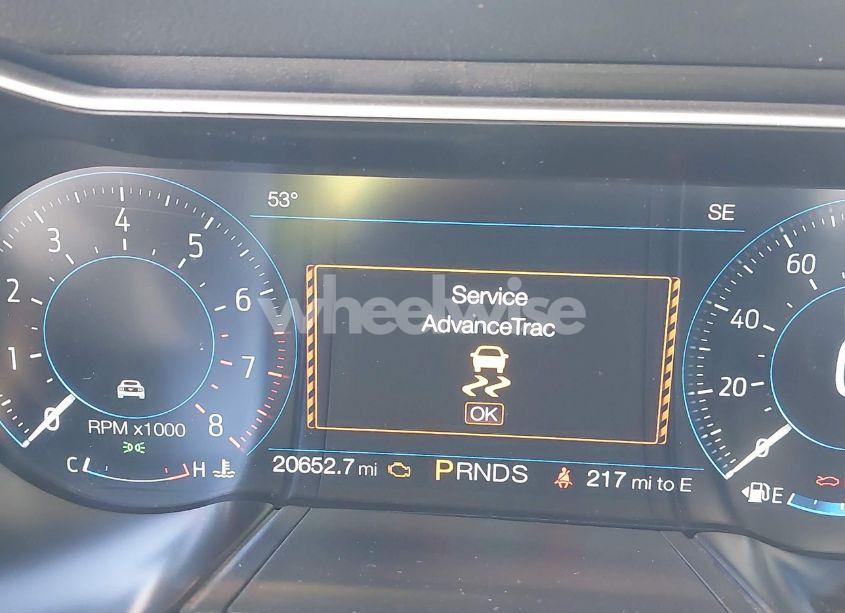 53°
SE
4
3
5
2
6
1
7
0
8
RPM x1000
C
H
wheelwise
Service
AdvanceTrac
OK
20652.7 mi
PRNDS
217 mi to E
60
40
20
0
E